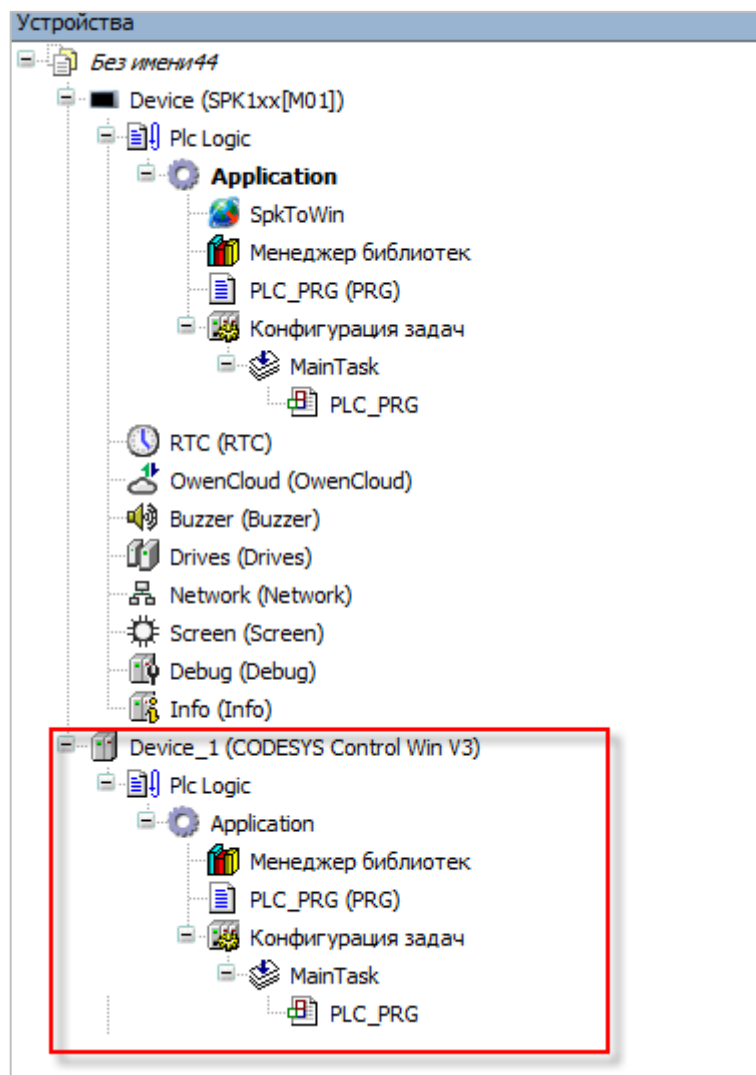 Устройства
Без имени44
Device (SPK1xx[M01])
Plc Logic
Application
SpkToWin
Менеджер библиотек
PLC_PRG (PRG)
Конфигурация задач
MainTask
PLC_PRG
RTC (RTC)
OwenCloud (OwenCloud)
Buzzer (Buzzer)
Drives (Drives)
Network (Network)
Screen (Screen)
Debug (Debug)
Info (Info)
Device_1 (CODESYS Control Win V3)
Plc Logic
Application
Менеджер библиотек
PLC_PRG (PRG)
Конфигурация задач
MainTask
PLC_PRG